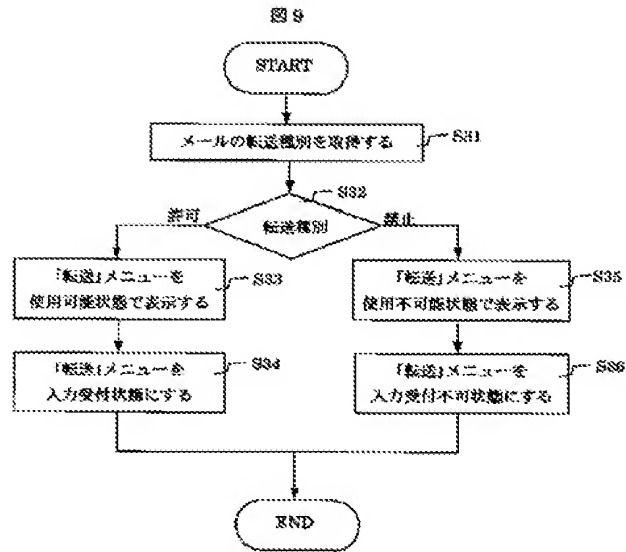 図9
START
メールの転送種別を取得する
S31
S32
転送種別
許可
禁止
「転送」メニューを
使用可能状態で表示する
S33
「転送」メニューを
使用不可能状態で表示する
S35
「転送」メニューを
入力受付状態にする
S34
「転送」メニューを
入力受付不可状態にする
S36
END